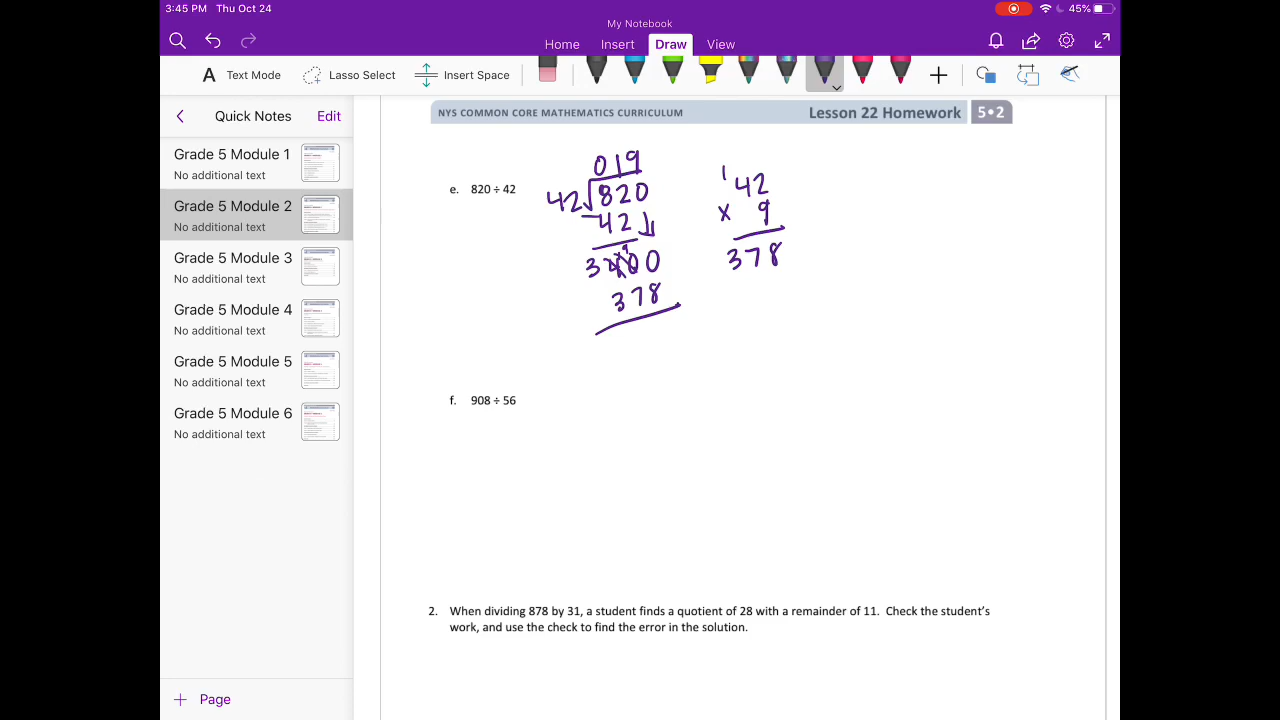 3:45 PM Thu Oct 24
45%
My Notebook
Home Insert Draw View
A Text Mode
Lasso Select
Insert Space
Quick Notes Edit
Grade 5 Module 1
No additional text
Grade 5 Module 2
No additional text
Grade 5 Module 3
No additional text
Grade 5 Module 4
No additional text
Grade 5 Module 5
No additional text
Grade 5 Module 6
No additional text
+ Page
NYS COMMON CORE MATHEMATICS CURRICULUM
Lesson 22 Homework 5•2
e. 820 ÷ 42
019
42 820
42
0
378
1
42
x 9
378
f. 908 ÷ 56
2. When dividing 878 by 31, a student finds a quotient of 28 with a remainder of 11. Check the student's
work, and use the check to find the error in the solution.